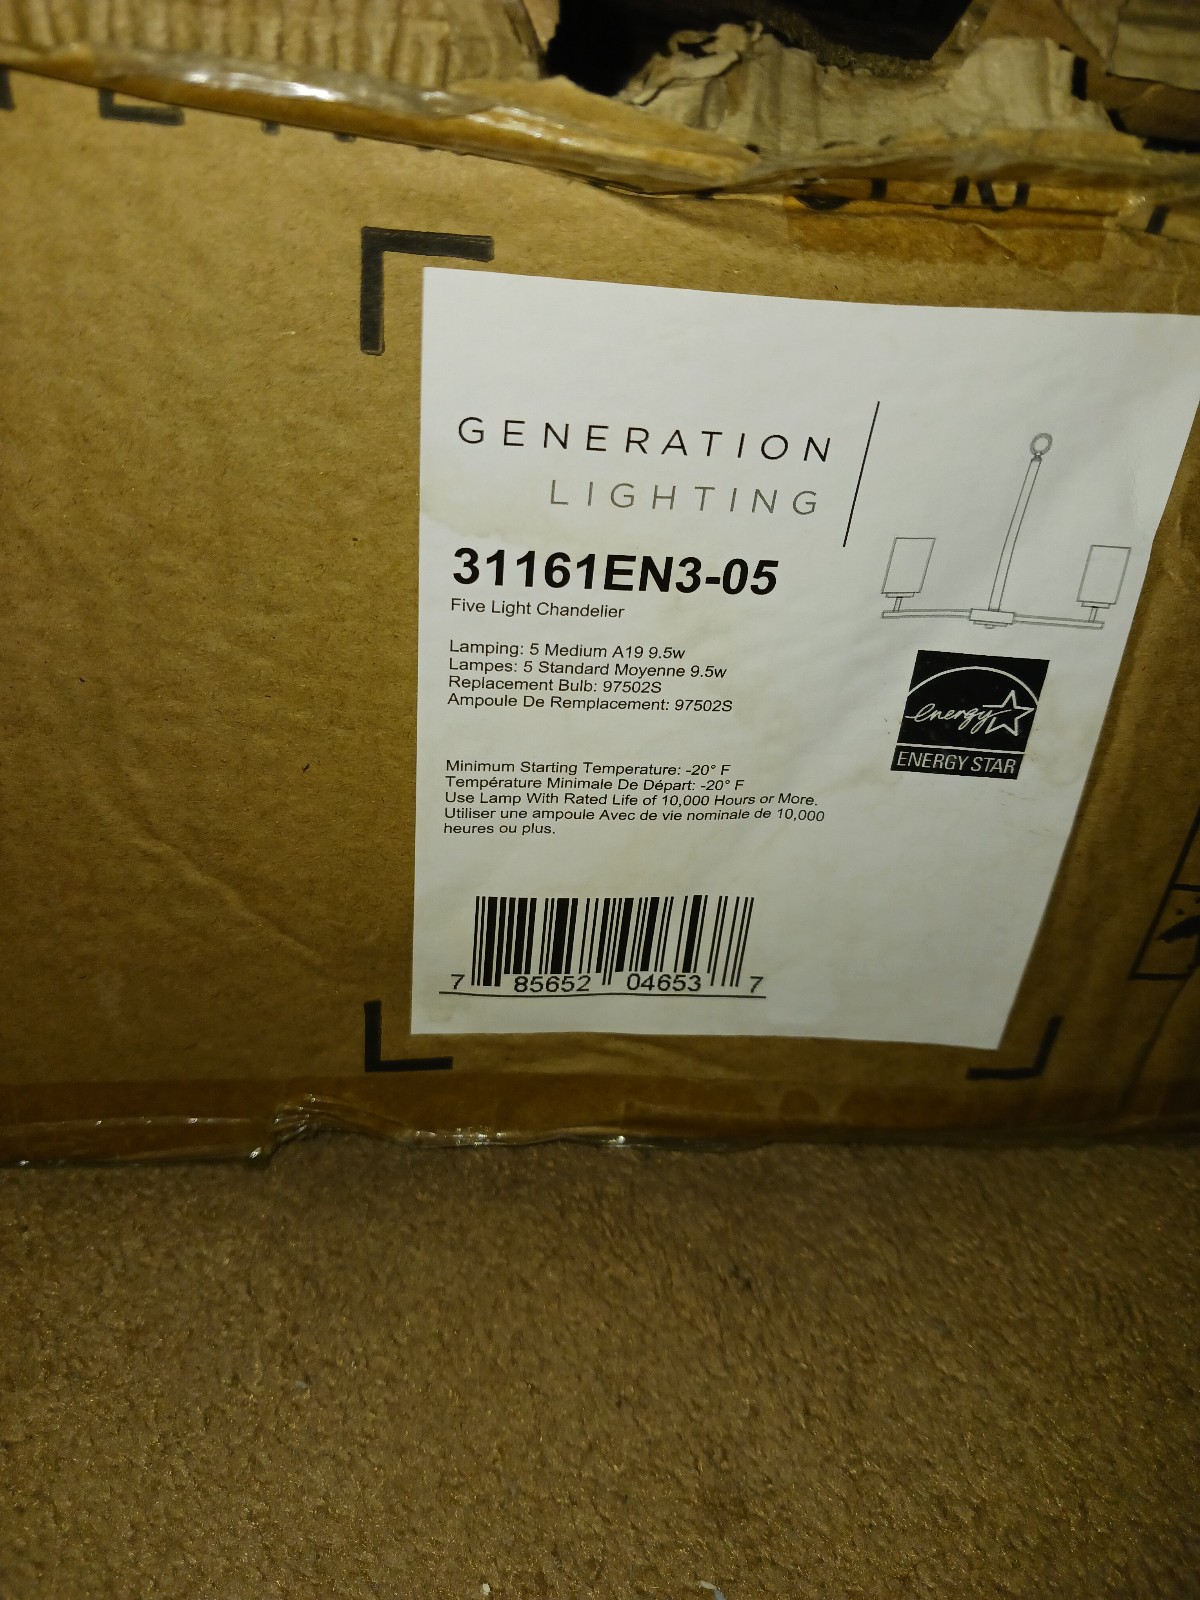 GENERATION
LIGHTING
31161EN3-05
Five Light Chandelier
Lamping: 5 Medium A19 9.5w
Lampes: 5 Standard Moyenne 9.5w
Replacement Bulb: 97502S
Ampoule De Remplacement: 97502S
energy
ENERGY STAR
Minimum Starting Temperature: -20° F
Température Minimale De Départ: -20° F
Use Lamp With Rated Life of 10,000 Hours or More.
Utiliser une ampoule Avec de vie nominale de 10,000
heures ou plus.
7 85652 04653 7